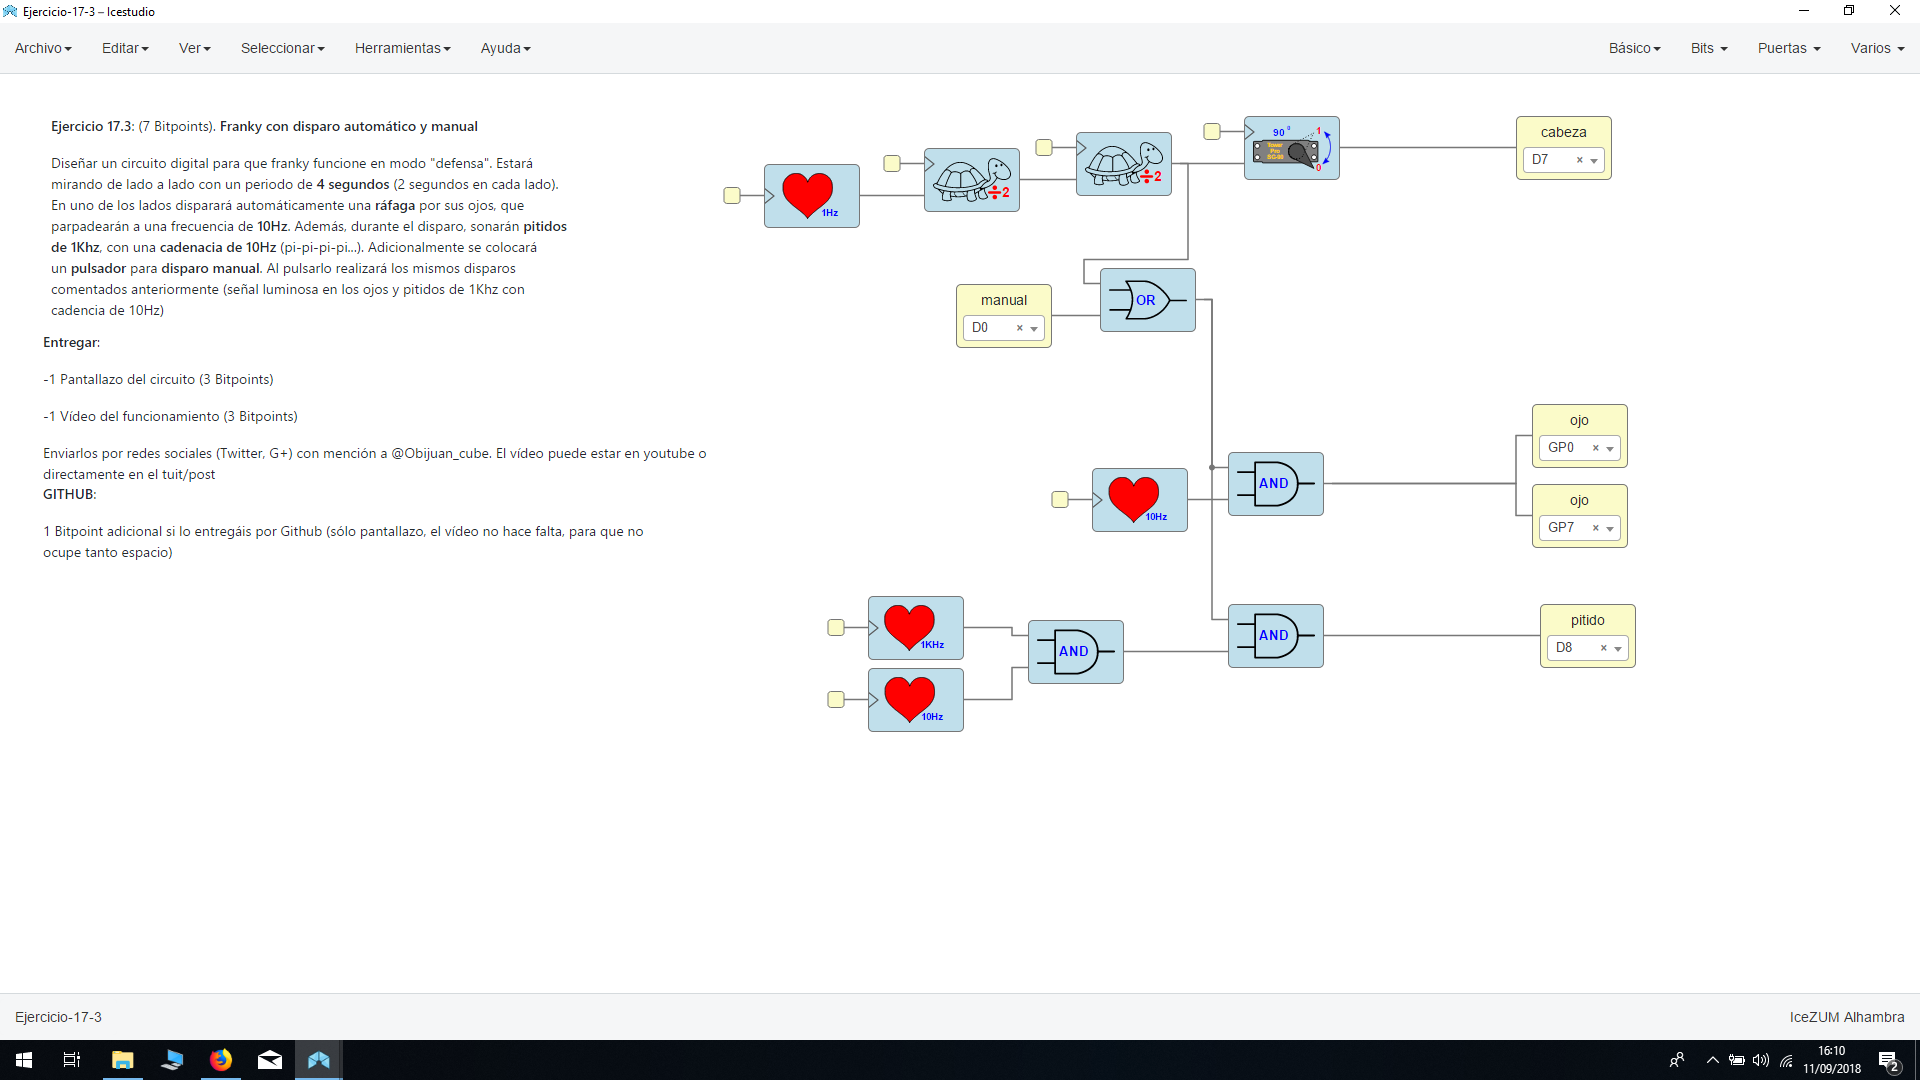 Ejercicio-17-3 – Icestudio
Archivo Editar Ver Seleccionar Herramientas Ayuda Básico Bits Puertas Varios
Ejercicio 17.3: (7 Bitpoints). Franky con disparo automático y manual
Diseñar un circuito digital para que franky funcione en modo "defensa". Estará
mirando de lado a lado con un periodo de 4 segundos (2 segundos en cada lado).
En uno de los lados disparará automáticamente una ráfaga por sus ojos, que
parpadearán a una frecuencia de 10Hz. Además, durante el disparo, sonarán pitidos
de 1Khz, con una cadenacia de 10Hz (pi-pi-pi-pi...). Adicionalmente se colocará
un pulsador para disparo manual. Al pulsarlo realizará los mismos disparos
comentados anteriormente (señal luminosa en los ojos y pitidos de 1Khz con
cadencia de 10Hz)
Entregar:
-1 Pantallazo del circuito (3 Bitpoints)
-1 Vídeo del funcionamiento (3 Bitpoints)
Enviarlos por redes sociales (Twitter, G+) con mención a @Obijuan_cube. El vídeo puede estar en youtube o
directamente en el tuit/post
GITHUB:
1 Bitpoint adicional si lo entregáis por Github (sólo pantallazo, el vídeo no hace falta, para que no
ocupe tanto espacio)
1Hz
÷2
÷2
90 º
1
Tower
Pro
SG-90
0
cabeza
D7 ×
manual
D0 ×
OR
10Hz
AND
ojo
GP0 ×
ojo
GP7 ×
1KHz
10Hz
AND
AND
pitido
D8 ×
Ejercicio-17-3
IceZUM Alhambra
16:10
11/09/2018
2